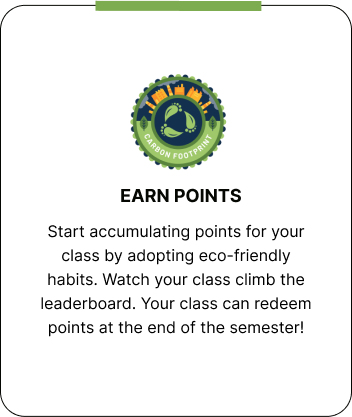 CARBON FOOTPRINT
EARN POINTS
Start accumulating points for your
class by adopting eco-friendly
habits. Watch your class climb the
leaderboard. Your class can redeem
points at the end of the semester!